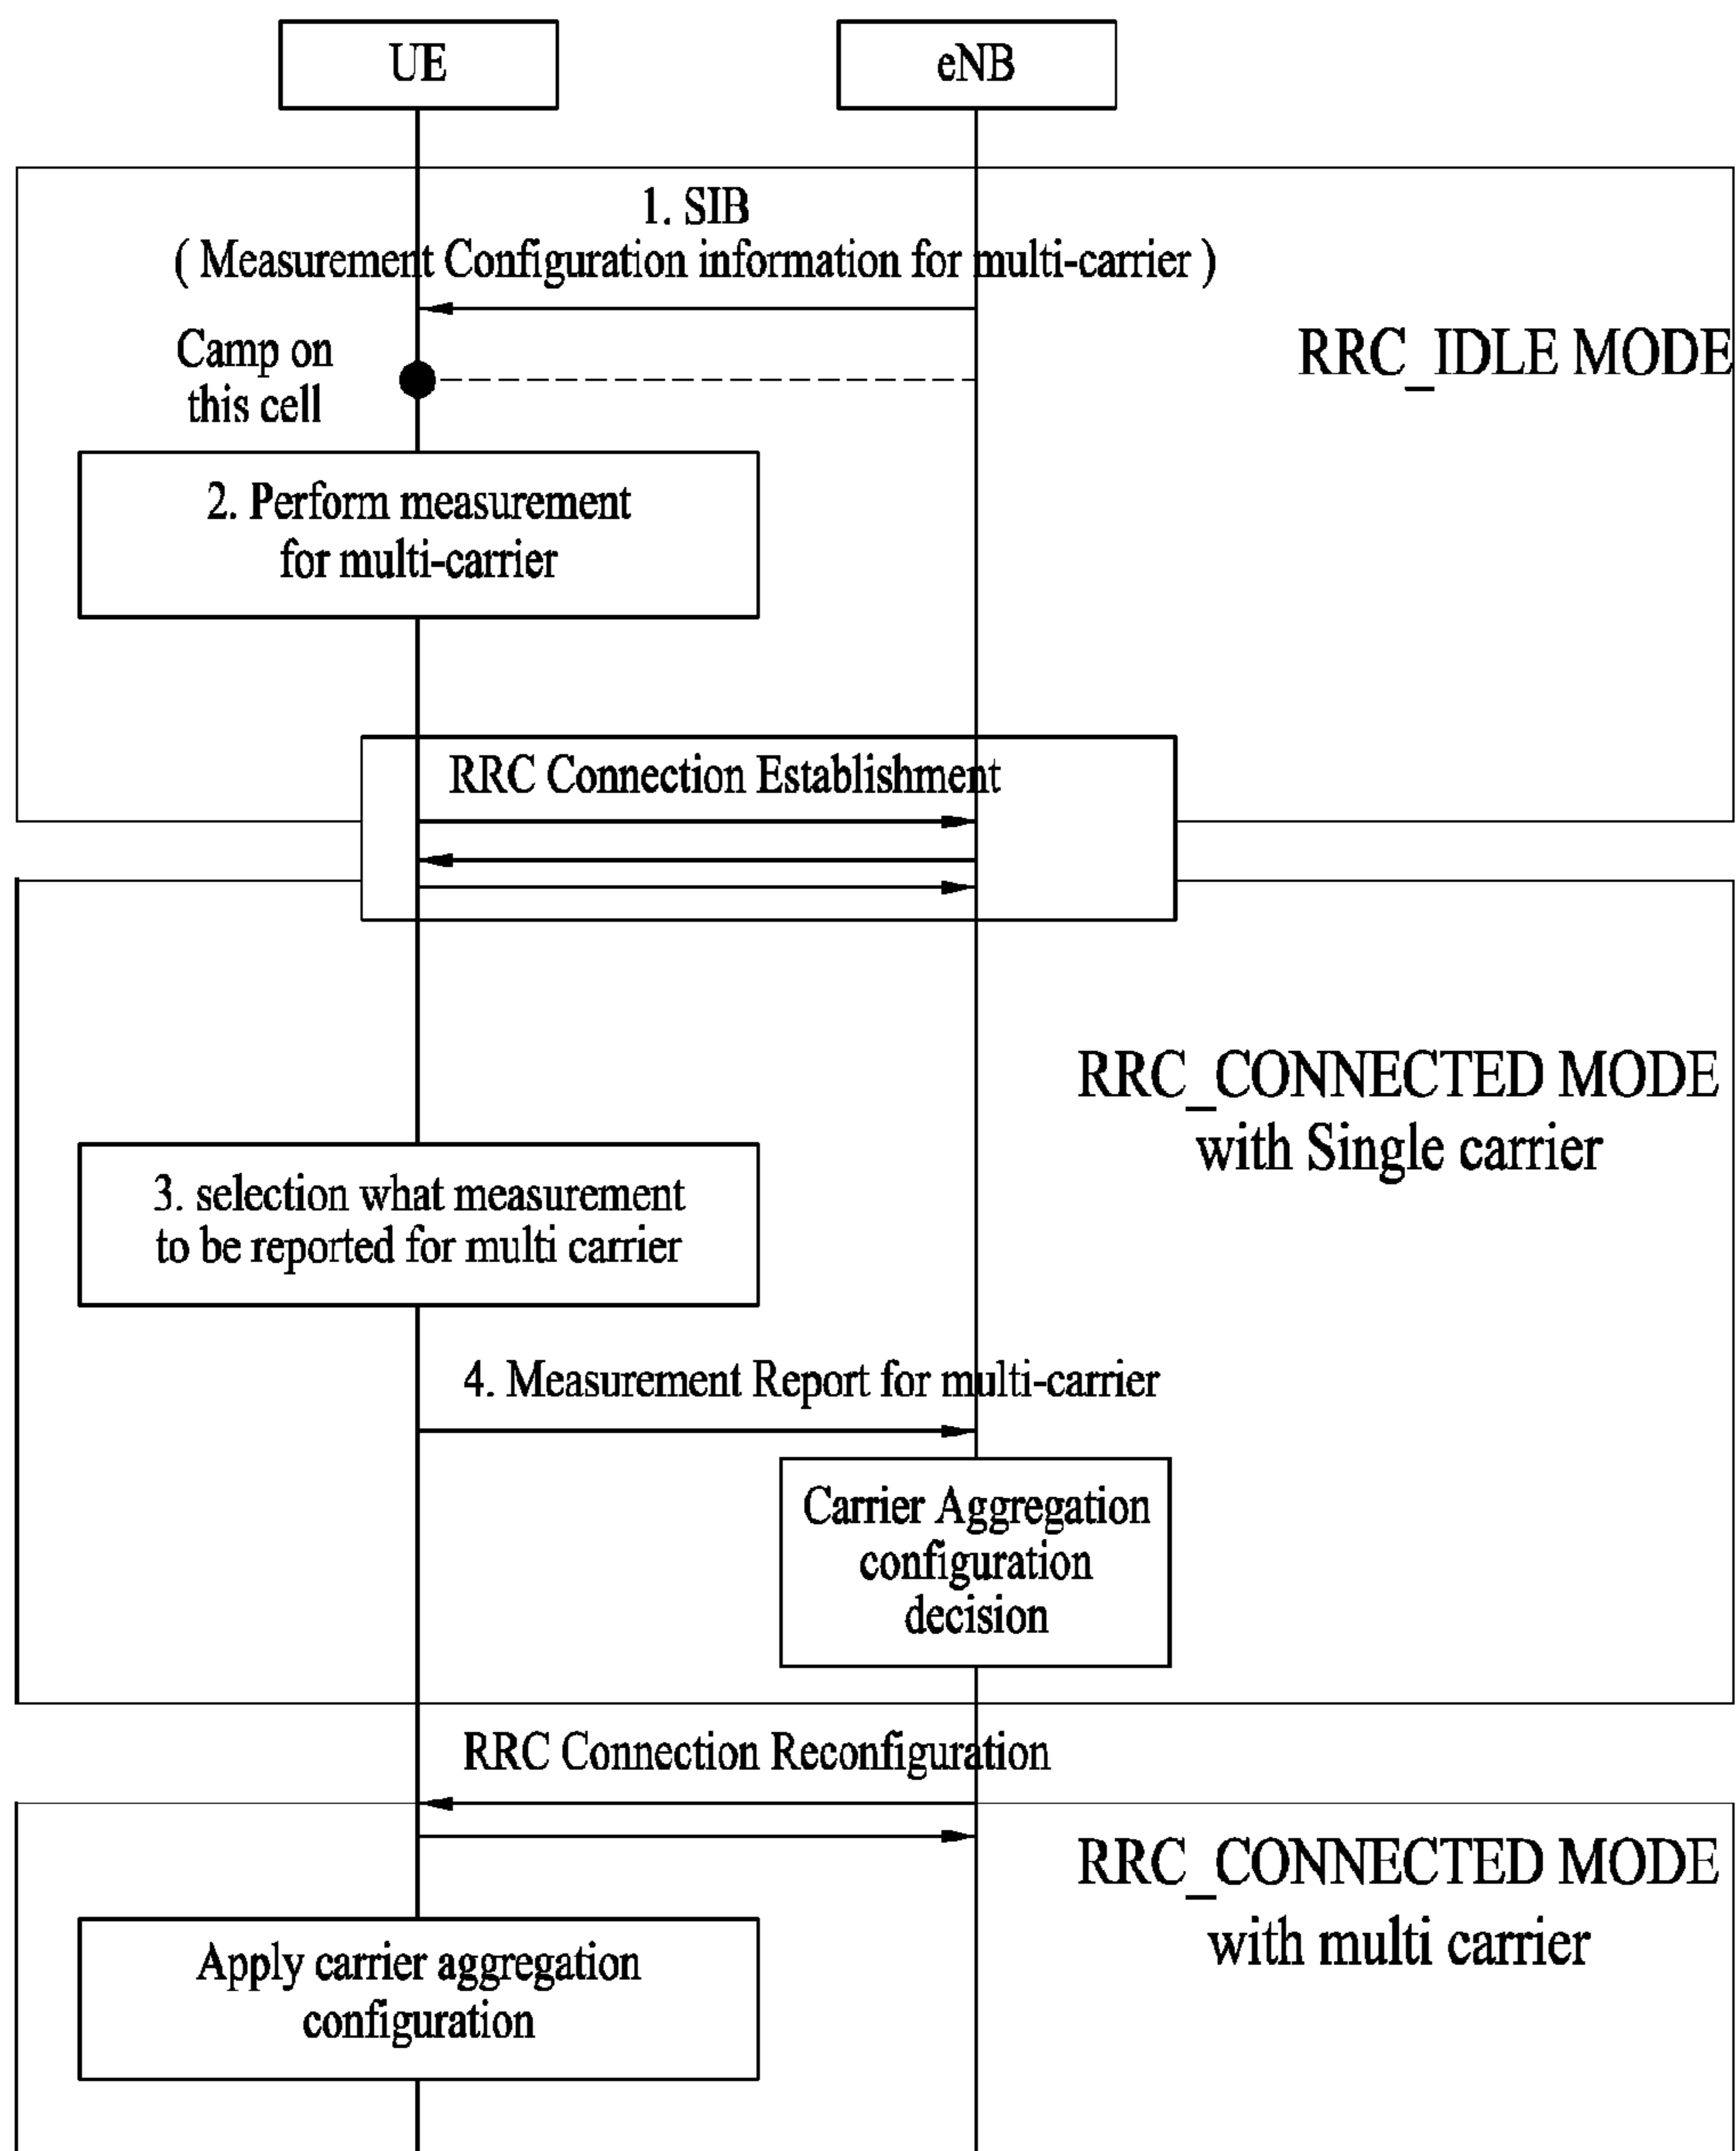 UE
eNB
1. SIB
( Measurement Configuration information for multi-carrier )
Camp on
this cell
RRC_IDLE MODE
2. Perform measurement
for multi-carrier
RRC Connection Establishment
RRC_CONNECTED MODE
with Single carrier
3. selection what measurement
to be reported for multi carrier
4. Measurement Report for multi-carrier
Carrier Aggregation
configuration
decision
RRC Connection Reconfiguration
RRC_CONNECTED MODE
with multi carrier
Apply carrier aggregation
configuration